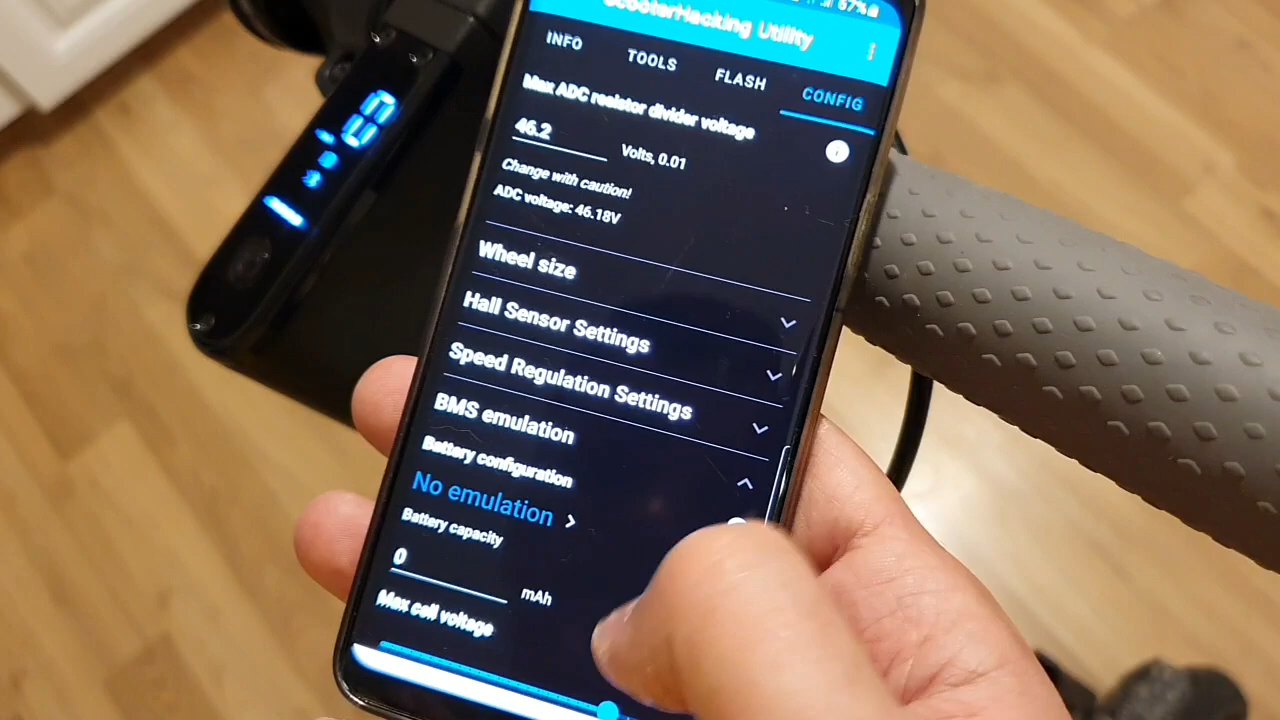 57%
ScooterHacking Utility
INFO TOOLS FLASH CONFIG
Max ADC resistor divider voltage
46.2 Volts, 0.01
Change with caution!
ADC voltage: 46.18V
Wheel size
Hall Sensor Settings
Speed Regulation Settings
BMS emulation
Battery configuration
No emulation
Battery capacity
0 mAh
Max cell voltage